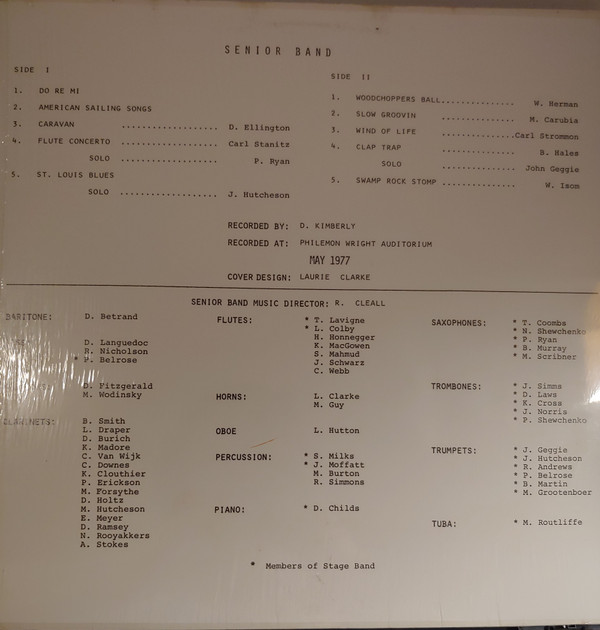 SENIOR BAND
SIDE I
1. DO RE MI
2. AMERICAN SAILING SONGS
3. CARAVAN .................. D. Ellington
4. FLUTE CONCERTO .................. Carl Stanitz
SOLO .................. P. Ryan
5. ST. LOUIS BLUES
SOLO .................. J. Hutcheson
SIDE II
1. WOODCHOPPERS BALL.............. W. Herman
2. SLOW GROOVIN .............. M. Carubia
3. WIND OF LIFE ..............Carl Strommon
4. CLAP TRAP .............. B. Hales
SOLO .............. John Geggie
5. SWAMP ROCK STOMP .............. W. Isom
RECORDED BY: D. KIMBERLY
RECORDED AT: PHILEMON WRIGHT AUDITORIUM
MAY 1977
COVER DESIGN: LAURIE CLARKE
SENIOR BAND MUSIC DIRECTOR: R. CLEALL
BARITONE: D. Betrand
D. Languedoc
R. Nicholson
* P. Belrose
D. Fitzgerald
M. Wodinsky
CLARINETS: B. Smith
L. Draper
D. Burich
K. Madore
C. Van Wijk
C. Downes
K. Clouthier
P. Erickson
M. Forsythe
D. Holtz
M. Hutcheson
E. Meyer
D. Ramsey
N. Rooyakkers
A. Stokes
FLUTES: * T. Lavigne
* L. Colby
H. Honnegger
K. MacGowen
S. Mahmud
J. Schwarz
C. Webb
HORNS: L. Clarke
M. Guy
OBOE L. Hutton
PERCUSSION: * S. Milks
* J. Moffatt
M. Burton
R. Simmons
PIANO: * D. Childs
SAXOPHONES: * T. Coombs
* N. Shewchenko
* P. Ryan
* B. Murray
* M. Scribner
TROMBONES: * J. Simms
* D. Laws
* K. Cross
* J. Norris
* P. Shewchenko
TRUMPETS: * J. Geggie
* J. Hutcheson
* R. Andrews
* P. Belrose
* B. Martin
* M. Grootenboer
TUBA: * M. Routliffe
* Members of Stage Band